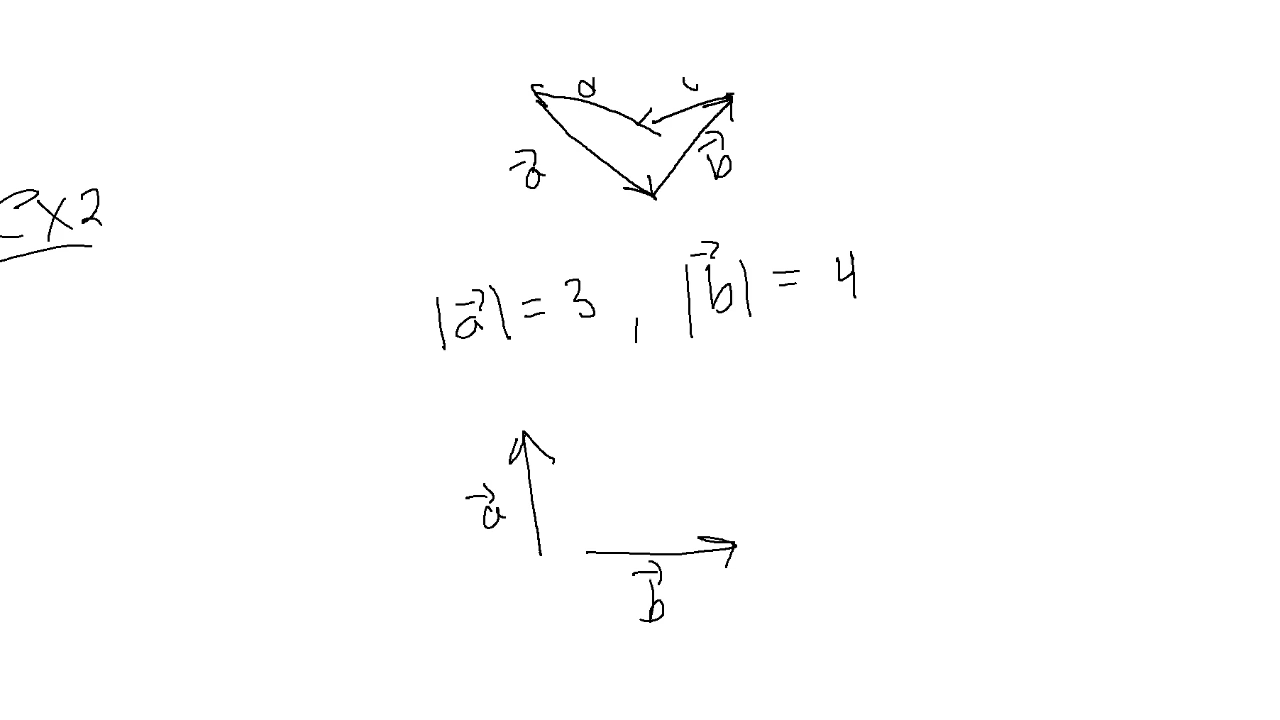 d c
a⃗ b⃗
Ex2
|a⃗| = 3 , |b⃗| = 4
a⃗
b⃗